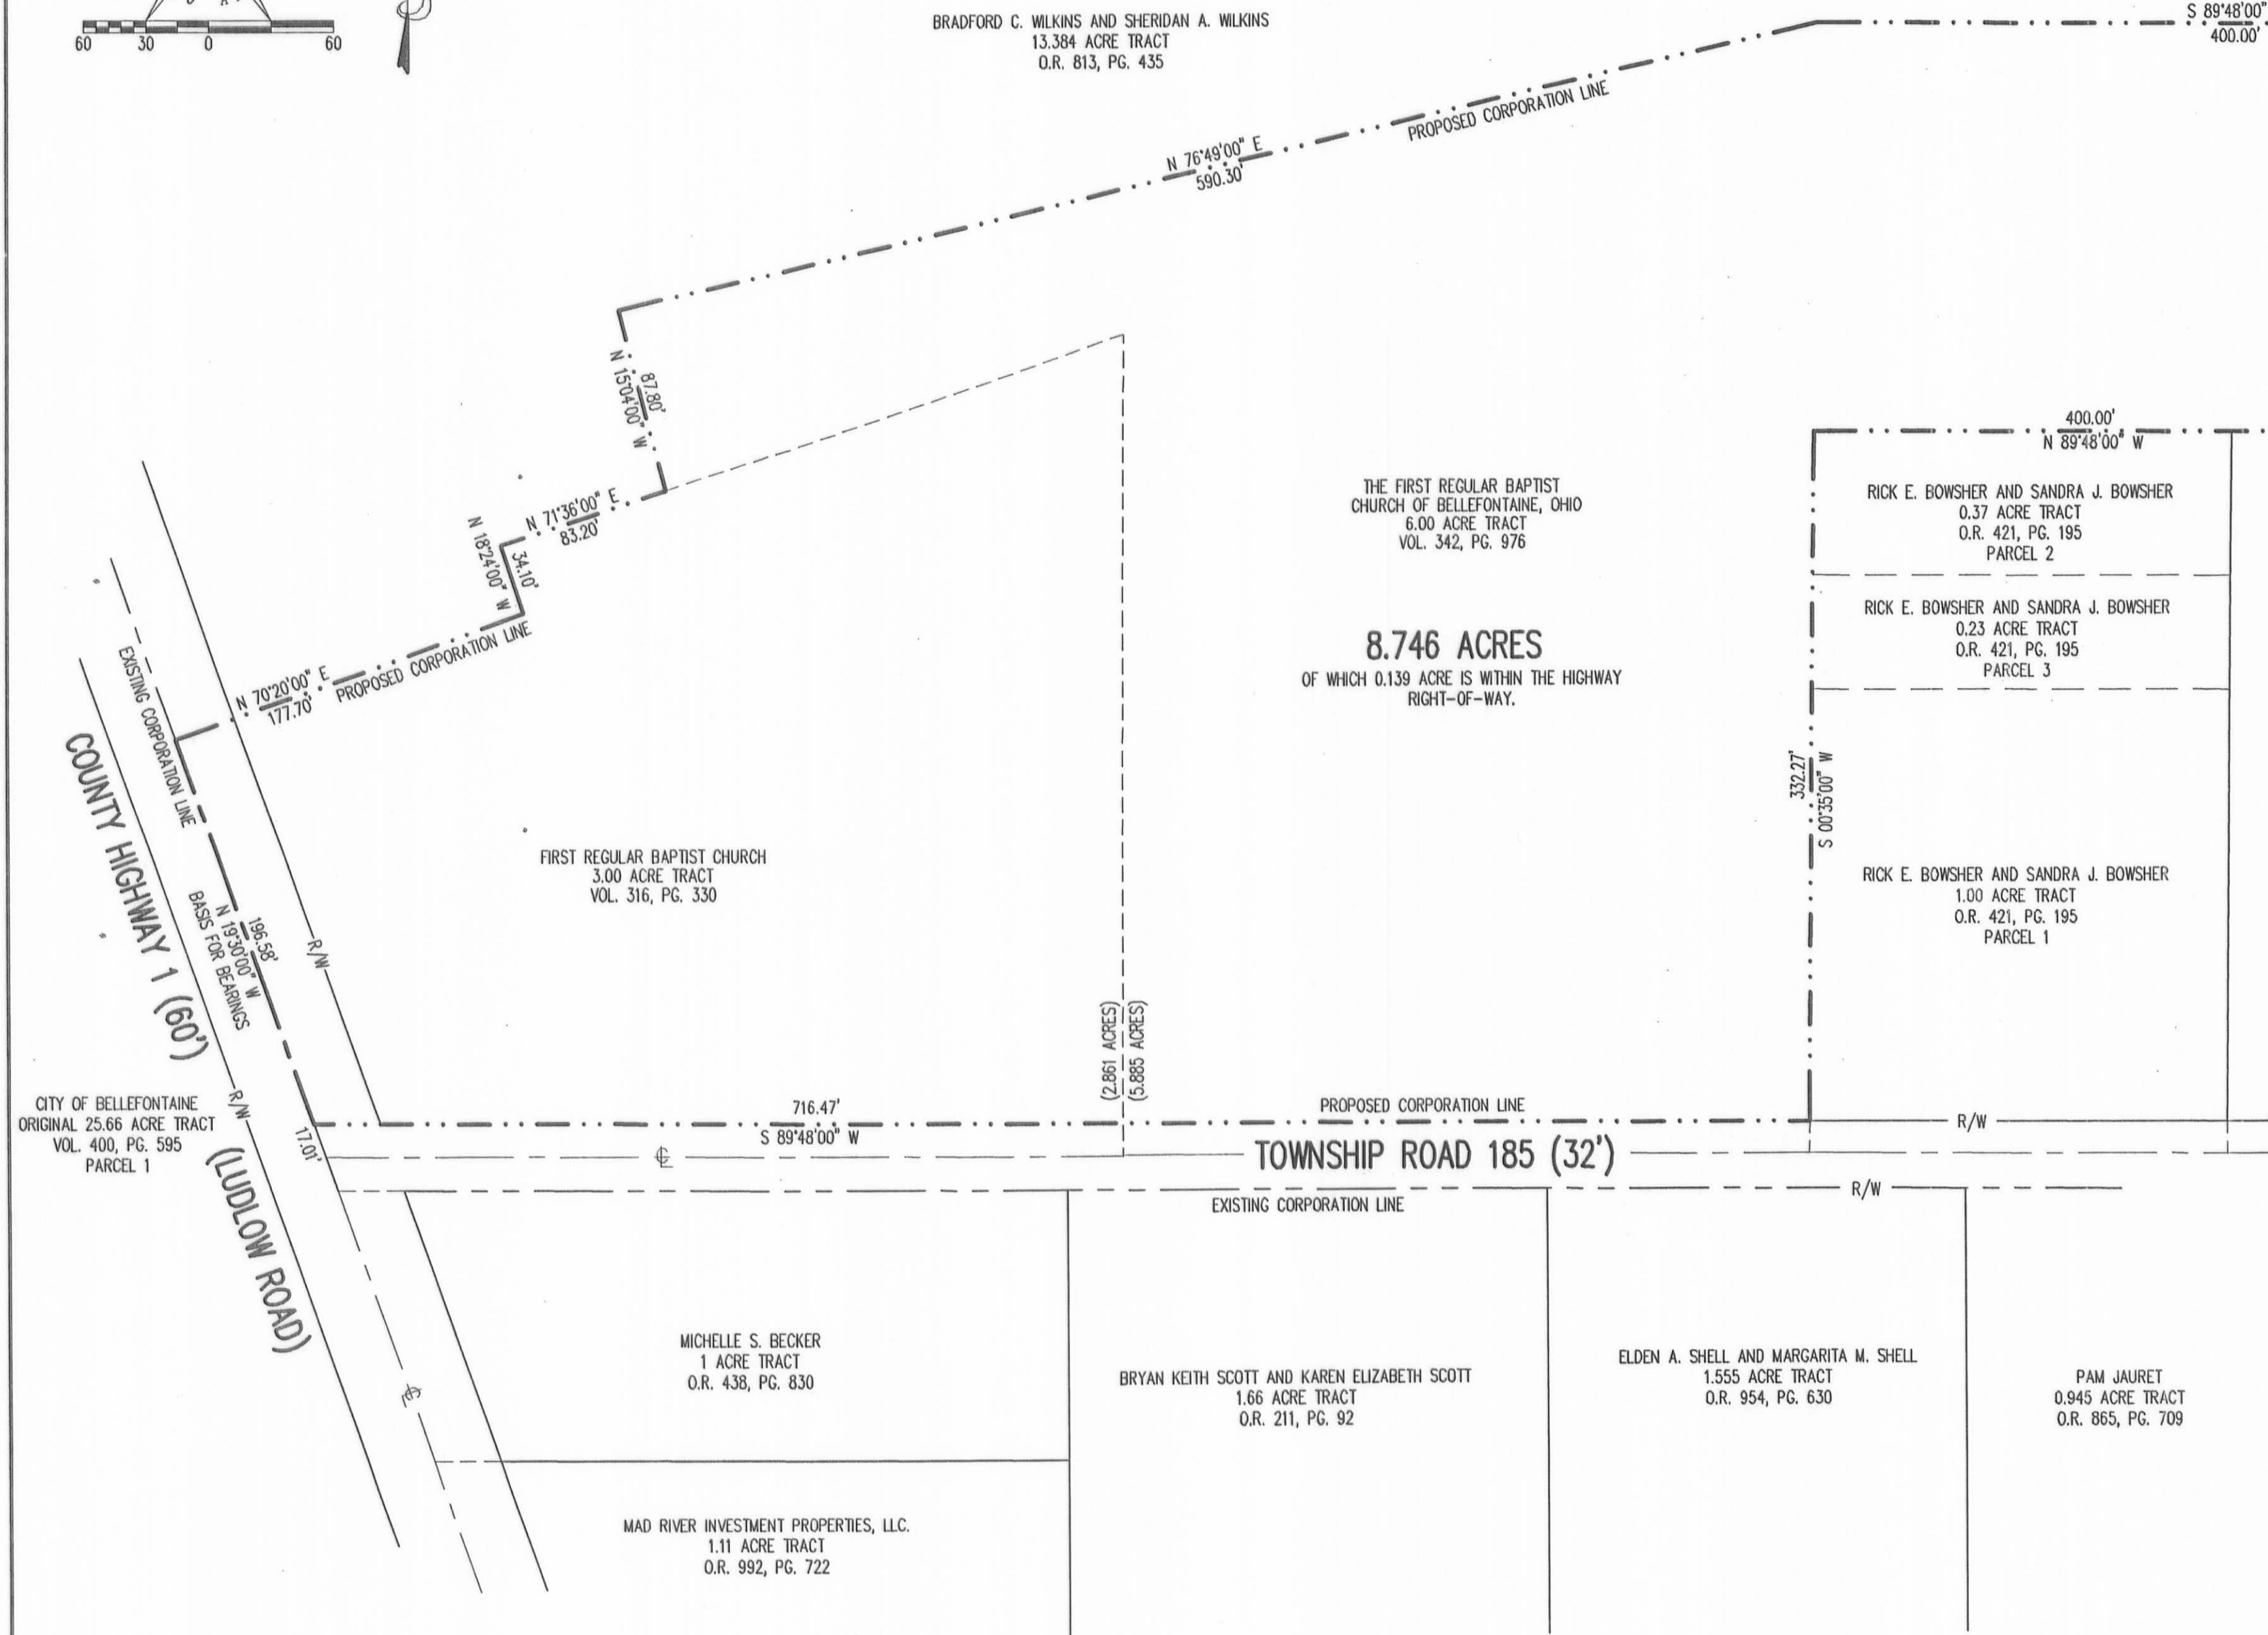 60 30 0 60
BRADFORD C. WILKINS AND SHERIDAN A. WILKINS
13.384 ACRE TRACT
O.R. 813, PG. 435
S 89°48'00"
400.00'
PROPOSED CORPORATION LINE
N 76°49'00" E
590.30'
87.80'
N 15°04'00" W
N 71°36'00" E
83.20'
N 18°24'00" W
34.10'
N 70°20'00" E
177.70'
PROPOSED CORPORATION LINE
EXISTING CORPORATION LINE
400.00'
N 89°48'00" W
THE FIRST REGULAR BAPTIST
CHURCH OF BELLEFONTAINE, OHIO
6.00 ACRE TRACT
VOL. 342, PG. 976
RICK E. BOWSHER AND SANDRA J. BOWSHER
0.37 ACRE TRACT
O.R. 421, PG. 195
PARCEL 2
RICK E. BOWSHER AND SANDRA J. BOWSHER
0.23 ACRE TRACT
O.R. 421, PG. 195
PARCEL 3
8.746 ACRES
OF WHICH 0.139 ACRE IS WITHIN THE HIGHWAY
RIGHT-OF-WAY.
332.27'
S 00°35'00" W
RICK E. BOWSHER AND SANDRA J. BOWSHER
1.00 ACRE TRACT
O.R. 421, PG. 195
PARCEL 1
FIRST REGULAR BAPTIST CHURCH
3.00 ACRE TRACT
VOL. 316, PG. 330
COUNTY HIGHWAY 1 (60')
(LUDLOW ROAD)
196.58'
N 19°30'00" W
BASIS FOR BEARINGS
R/W
R/W
(2.861 ACRES)
(5.885 ACRES)
CITY OF BELLEFONTAINE
ORIGINAL 25.66 ACRE TRACT
VOL. 400, PG. 595
PARCEL 1
17.01'
716.47'
S 89°48'00" W
PROPOSED CORPORATION LINE
R/W
TOWNSHIP ROAD 185 (32')
EXISTING CORPORATION LINE
R/W
MICHELLE S. BECKER
1 ACRE TRACT
O.R. 438, PG. 830
BRYAN KEITH SCOTT AND KAREN ELIZABETH SCOTT
1.66 ACRE TRACT
O.R. 211, PG. 92
ELDEN A. SHELL AND MARGARITA M. SHELL
1.555 ACRE TRACT
O.R. 954, PG. 630
PAM JAURET
0.945 ACRE TRACT
O.R. 865, PG. 709
MAD RIVER INVESTMENT PROPERTIES, LLC.
1.11 ACRE TRACT
O.R. 992, PG. 722